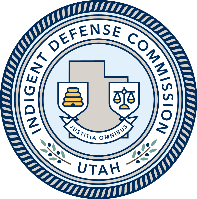 INDIGENT DEFENSE COMMISSION
JUSTITIA OMNIBUS
UTAH